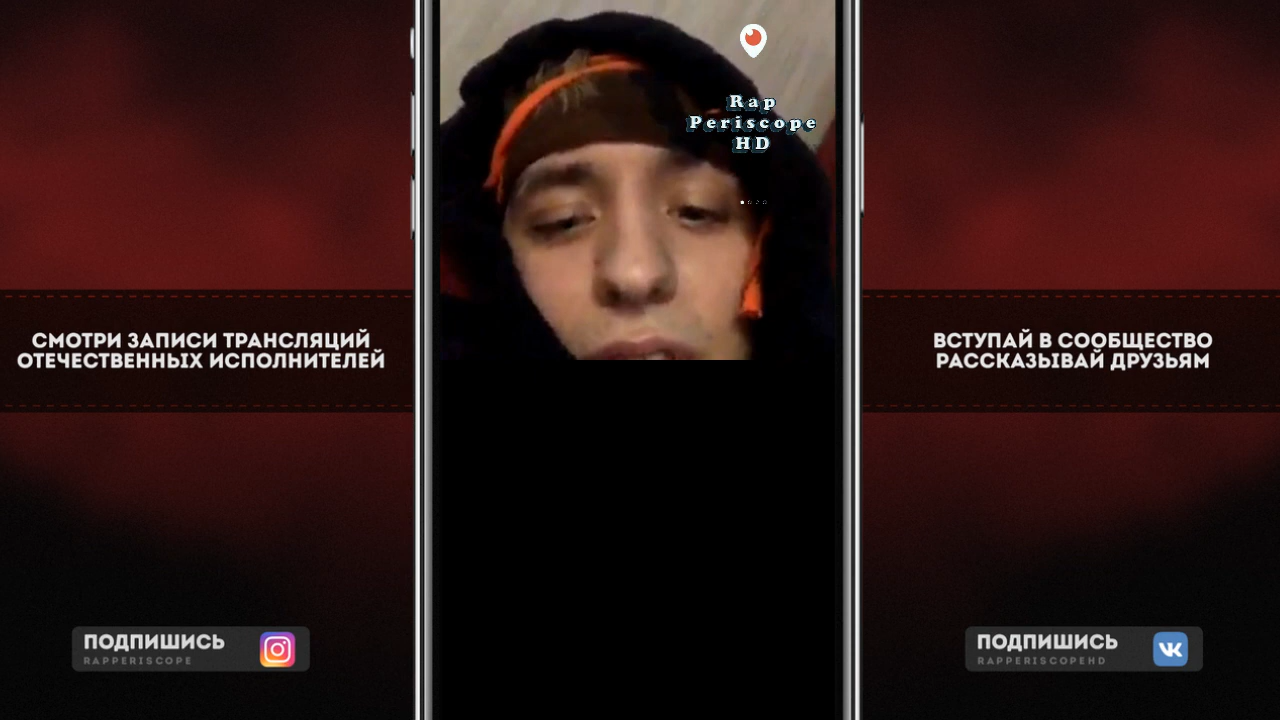 Rap
Periscope
HD
СМОТРИ ЗАПИСИ ТРАНСЛЯЦИЙ
ОТЕЧЕСТВЕННЫХ ИСПОЛНИТЕЛЕЙ
ВСТУПАЙ В СООБЩЕСТВО
РАССКАЗЫВАЙ ДРУЗЬЯМ
ПОДПИШИСЬ
RAPPERISCOPE
ПОДПИШИСЬ
RAPPERISCOPEHD